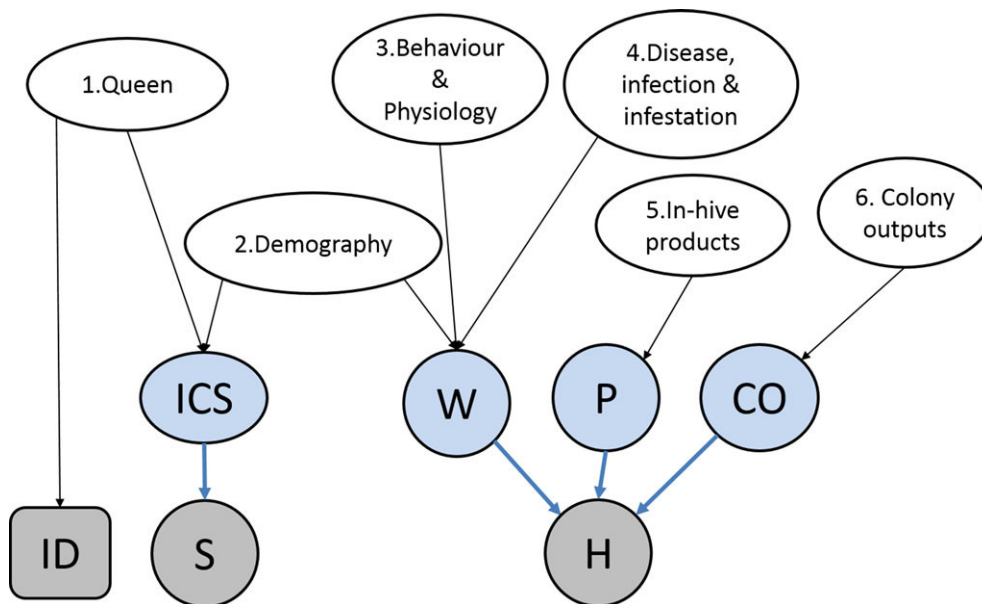 1.Queen
3.Behaviour
&
Physiology
4.Disease,
infection &
infestation
2.Demography
5.In-hive
products
6. Colony
outputs
ICS
W
P
CO
ID
S
H